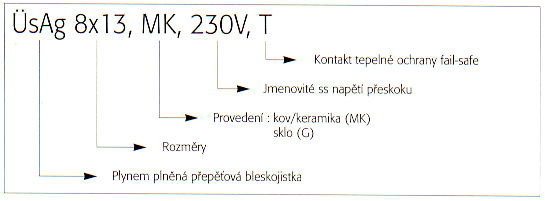 ÜsAg 8x13, MK, 230V, T
Kontakt tepelné ochrany fail-safe
Jmenovité ss napětí přeskoku
Provedení : kov/keramika (MK)
sklo (G)
Rozměry
Plynem plněná přepěťová bleskojistka